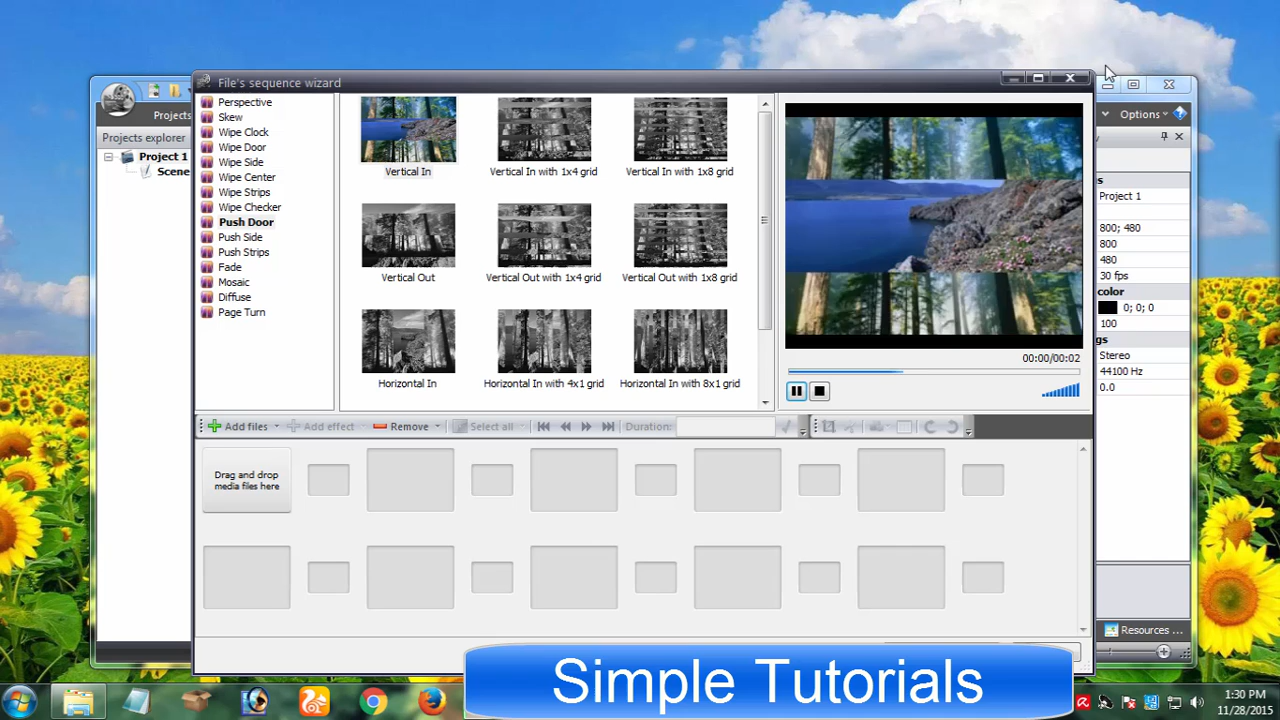 File's sequence wizard
Projects
Options
Projects explorer
Project 1
Scene
Perspective
Skew
Wipe Clock
Wipe Door
Wipe Side
Wipe Center
Wipe Strips
Wipe Checker
Push Door
Push Side
Push Strips
Fade
Mosaic
Diffuse
Page Turn
Vertical In
Vertical In with 1x4 grid
Vertical In with 1x8 grid
Vertical Out
Vertical Out with 1x4 grid
Vertical Out with 1x8 grid
Horizontal In
Horizontal In with 4x1 grid
Horizontal In with 8x1 grid
00:00/00:02
Project 1
800; 480
800
480
30 fps
color
0; 0; 0
100
Stereo
44100 Hz
0.0
Add files
Add effect
Remove
Select all
Duration:
Drag and drop
media files here
Resources ...
Simple Tutorials
1:30 PM
11/28/2015